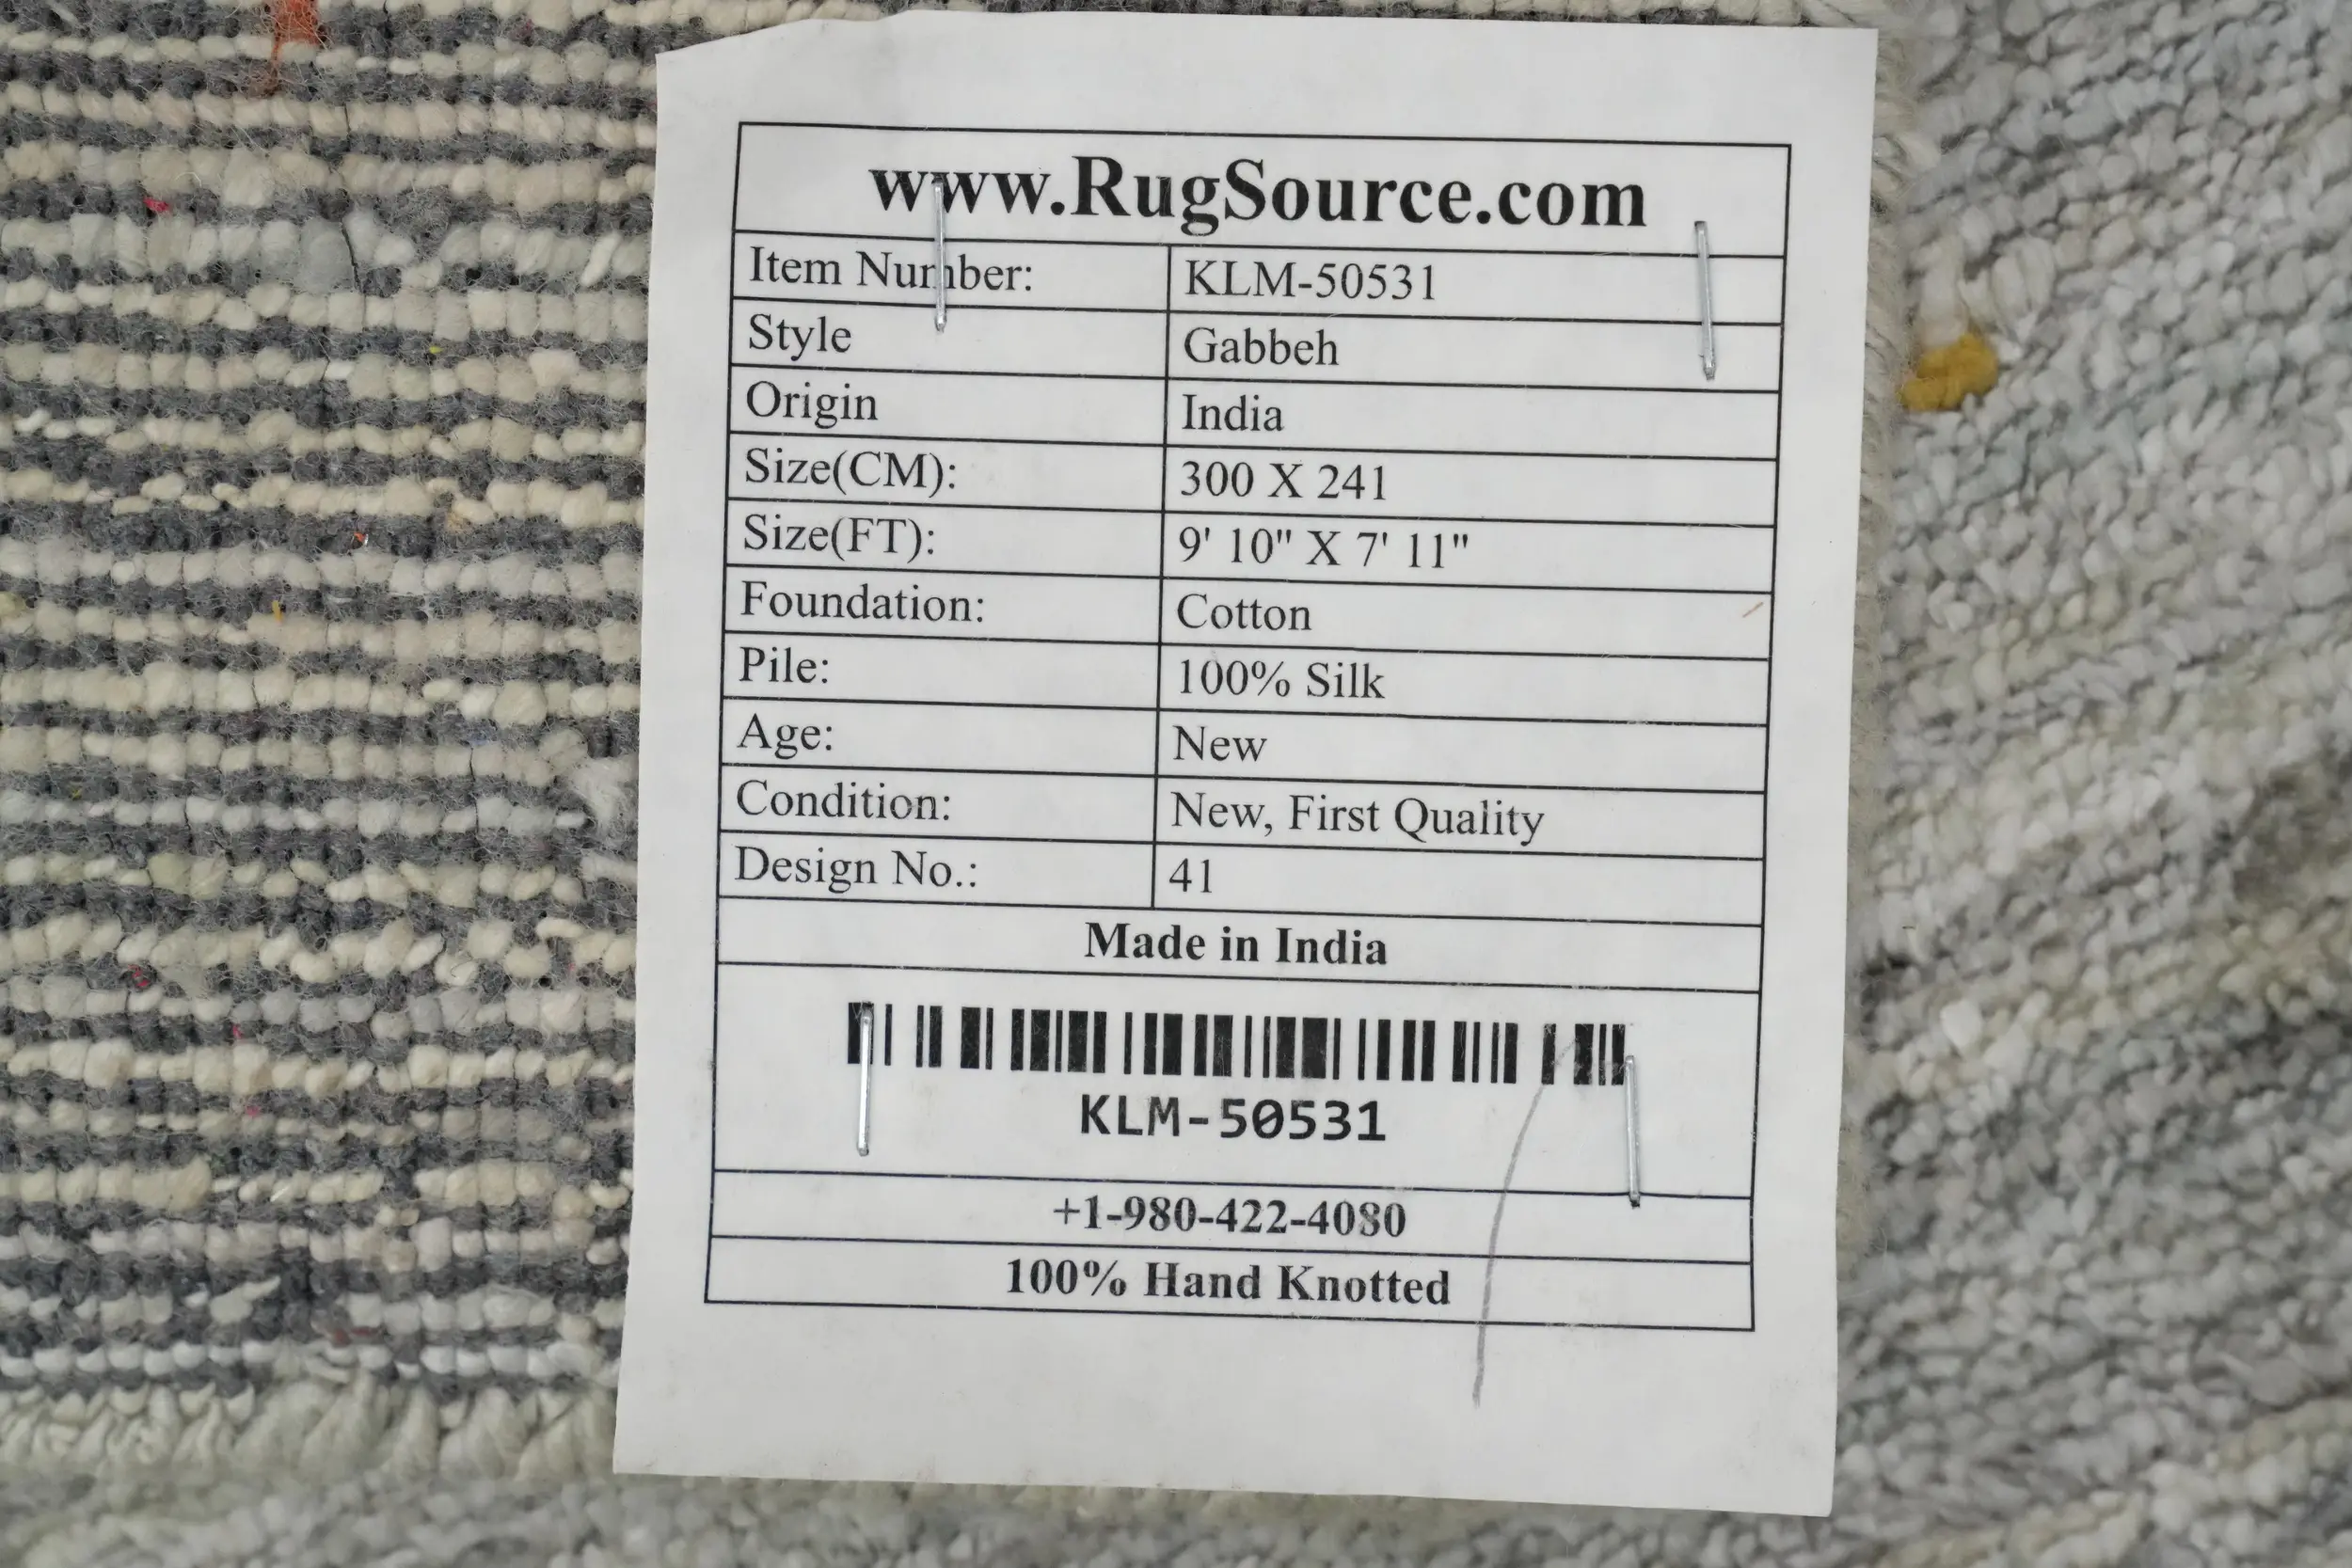 www.RugSource.com
Item Number: KLM-50531
Style Gabbeh
Origin India
Size(CM): 300 X 241
Size(FT): 9' 10" X 7' 11"
Foundation: Cotton
Pile: 100% Silk
Age: New
Condition: New, First Quality
Design No.: 41
Made in India
KLM-50531
+1-980-422-4080
100% Hand Knotted